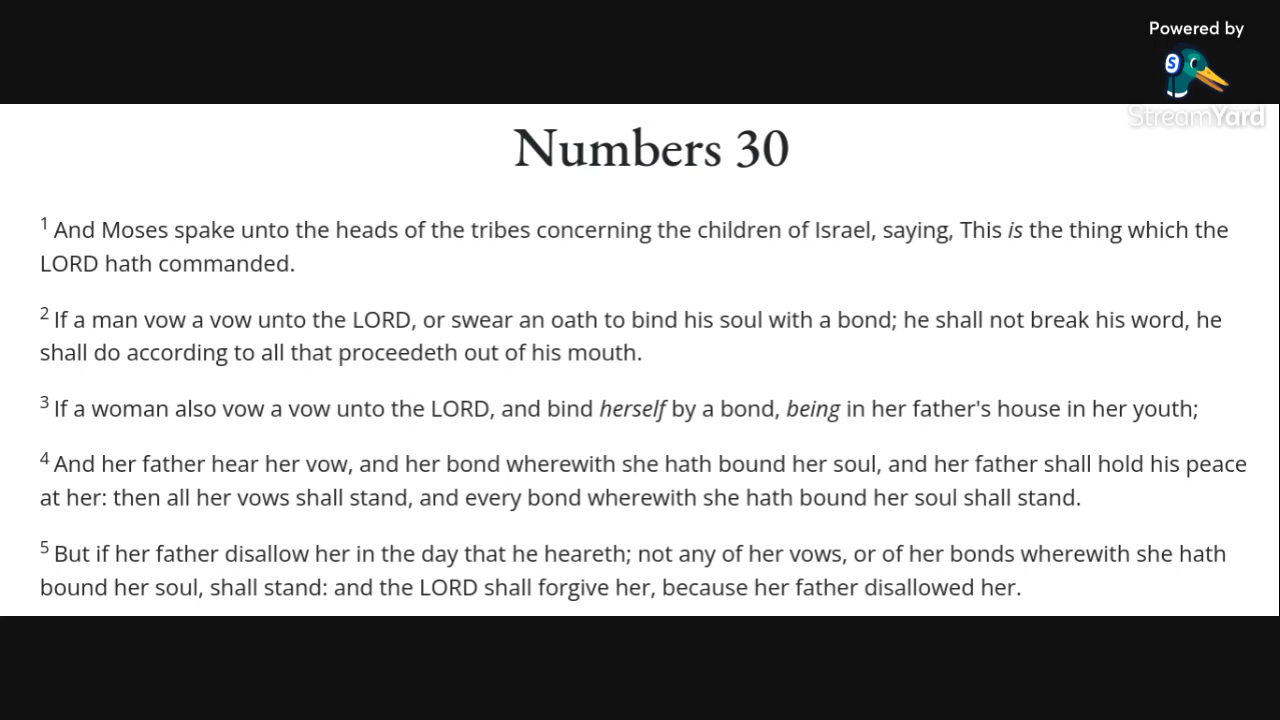 Powered by
S
StreamYard
Numbers 30
1 And Moses spake unto the heads of the tribes concerning the children of Israel, saying, This is the thing which the
LORD hath commanded.
2 If a man vow a vow unto the LORD, or swear an oath to bind his soul with a bond; he shall not break his word, he
shall do according to all that proceedeth out of his mouth.
3 If a woman also vow a vow unto the LORD, and bind herself by a bond, being in her father's house in her youth;
4 And her father hear her vow, and her bond wherewith she hath bound her soul, and her father shall hold his peace
at her: then all her vows shall stand, and every bond wherewith she hath bound her soul shall stand.
5 But if her father disallow her in the day that he heareth; not any of her vows, or of her bonds wherewith she hath
bound her soul, shall stand: and the LORD shall forgive her, because her father disallowed her.